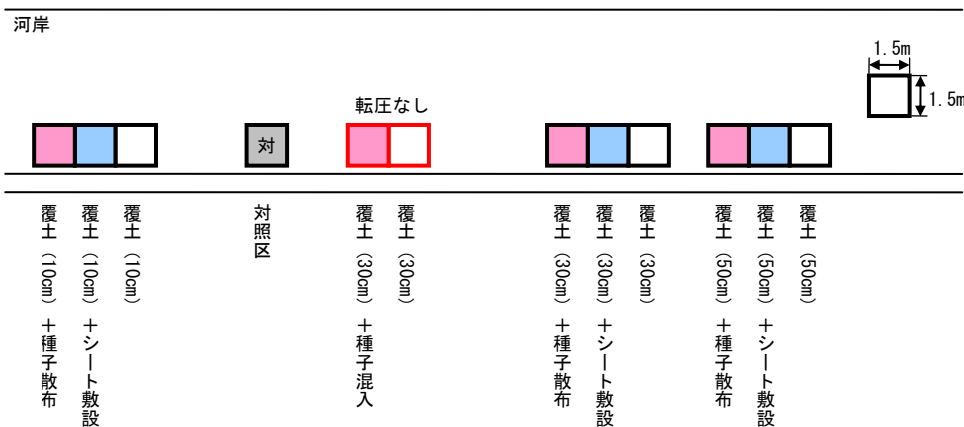 河岸
1.5m
1.5m
転圧なし
対
覆土（10cm）＋種子散布
覆土（10cm）＋シート敷設
覆土（10cm）
対照区
覆土（30cm）＋種子混入
覆土（30cm）
覆土（30cm）＋種子散布
覆土（30cm）＋シート敷設
覆土（30cm）
覆土（50cm）＋種子散布
覆土（50cm）＋シート敷設
覆土（50cm）